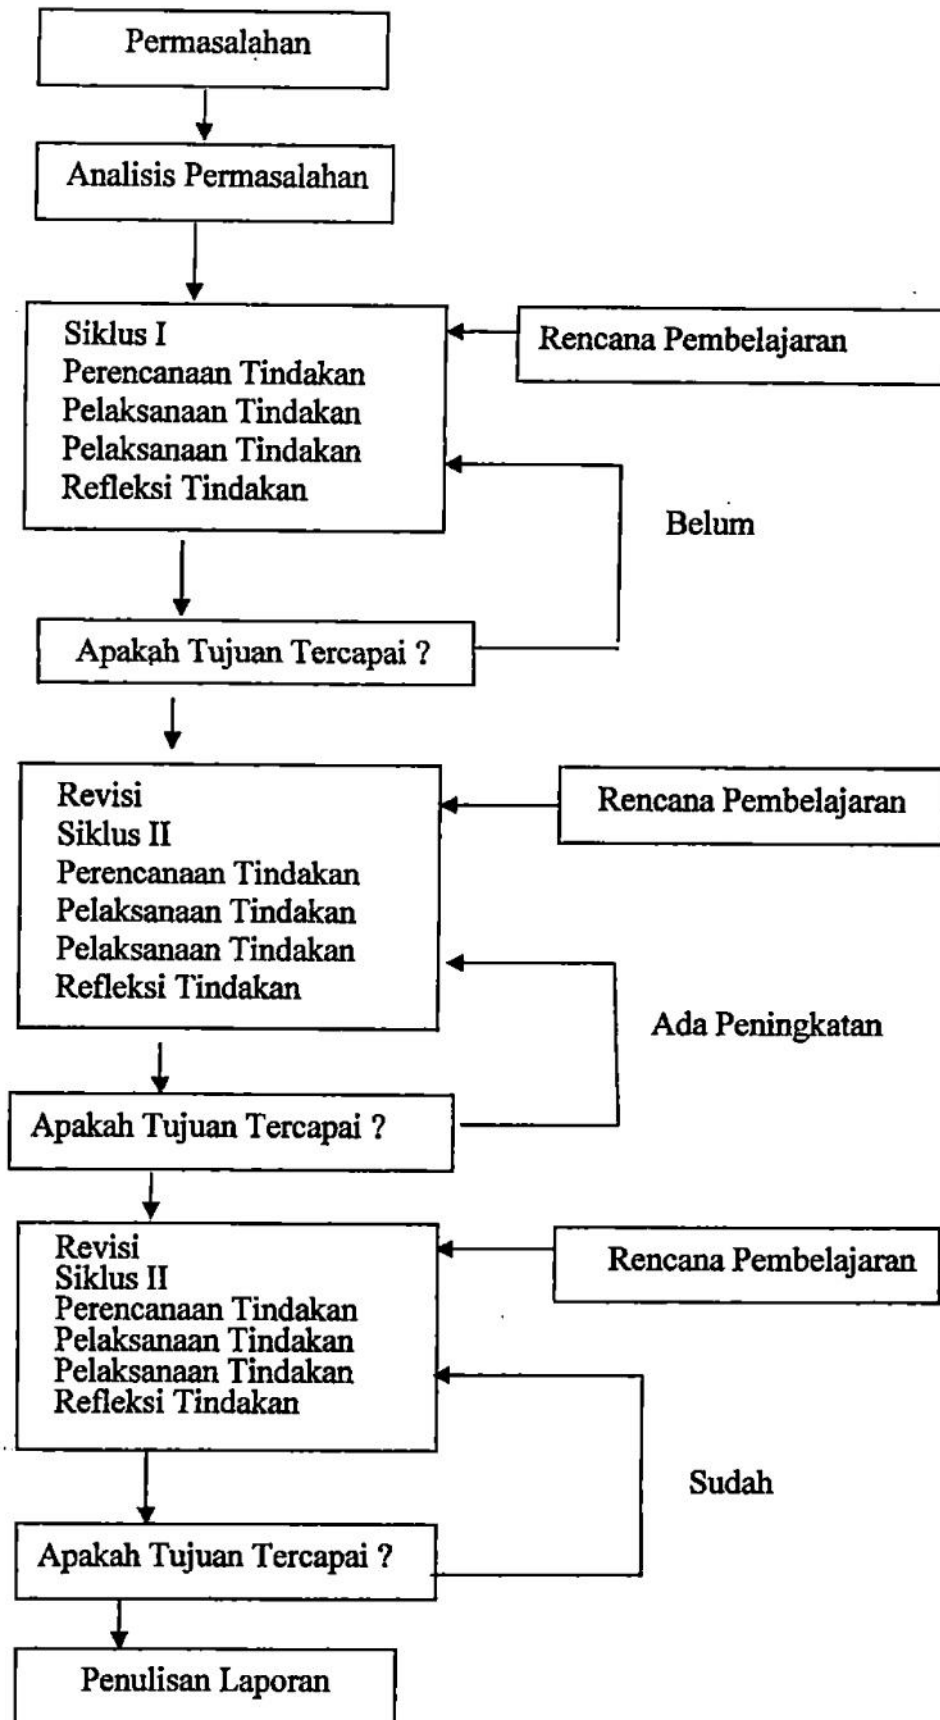 Permasalahan
Analisis Permasalahan
Siklus I
Perencanaan Tindakan
Pelaksanaan Tindakan
Pelaksanaan Tindakan
Refleksi Tindakan
Rencana Pembelajaran
Belum
Apakah Tujuan Tercapai ?
Revisi
Siklus II
Perencanaan Tindakan
Pelaksanaan Tindakan
Pelaksanaan Tindakan
Refleksi Tindakan
Rencana Pembelajaran
Ada Peningkatan
Apakah Tujuan Tercapai ?
Revisi
Siklus II
Perencanaan Tindakan
Pelaksanaan Tindakan
Pelaksanaan Tindakan
Refleksi Tindakan
Rencana Pembelajaran
Sudah
Apakah Tujuan Tercapai ?
Penulisan Laporan